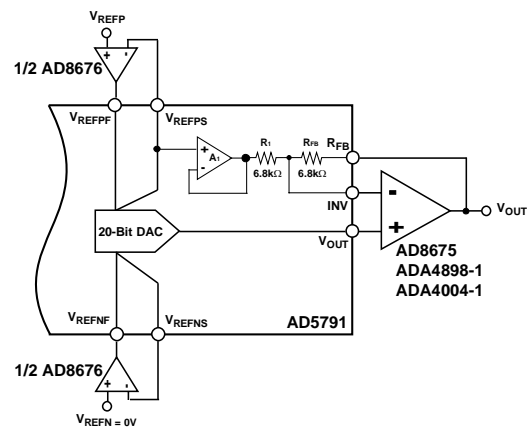 VREFP
+ -
1/2 AD8676
VREFPF
VREFPS
R1
RFB
RFB
+
A1
-
6.8kΩ
6.8kΩ
INV
-
VOUT
20-Bit DAC
+
VOUT
AD8675
ADA4898-1
ADA4004-1
VREFNF
VREFNS
AD5791
1/2 AD8676
+ -
VREFN = 0V